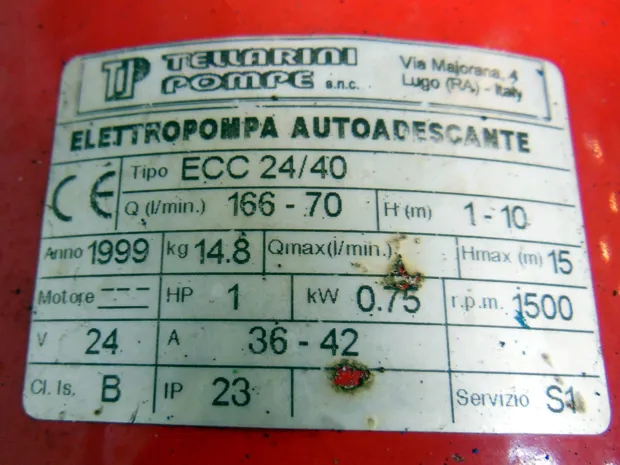 TP TELLARINI POMPE s.n.c.
Via Majorana, 4
Lugo (RA) - Italy
ELETTROPOMPA AUTOADESCANTE
CE Tipo ECC 24/40
Q (l/min.) 166 - 70 H (m) 1 - 10
Anno 1999 kg 14.8 Qmax(l/min.) Hmax (m) 15
Motore HP 1 kW 0.75 r.p.m. 1500
V 24 A 36 - 42
Cl. Is. B IP 23 Servizio S1